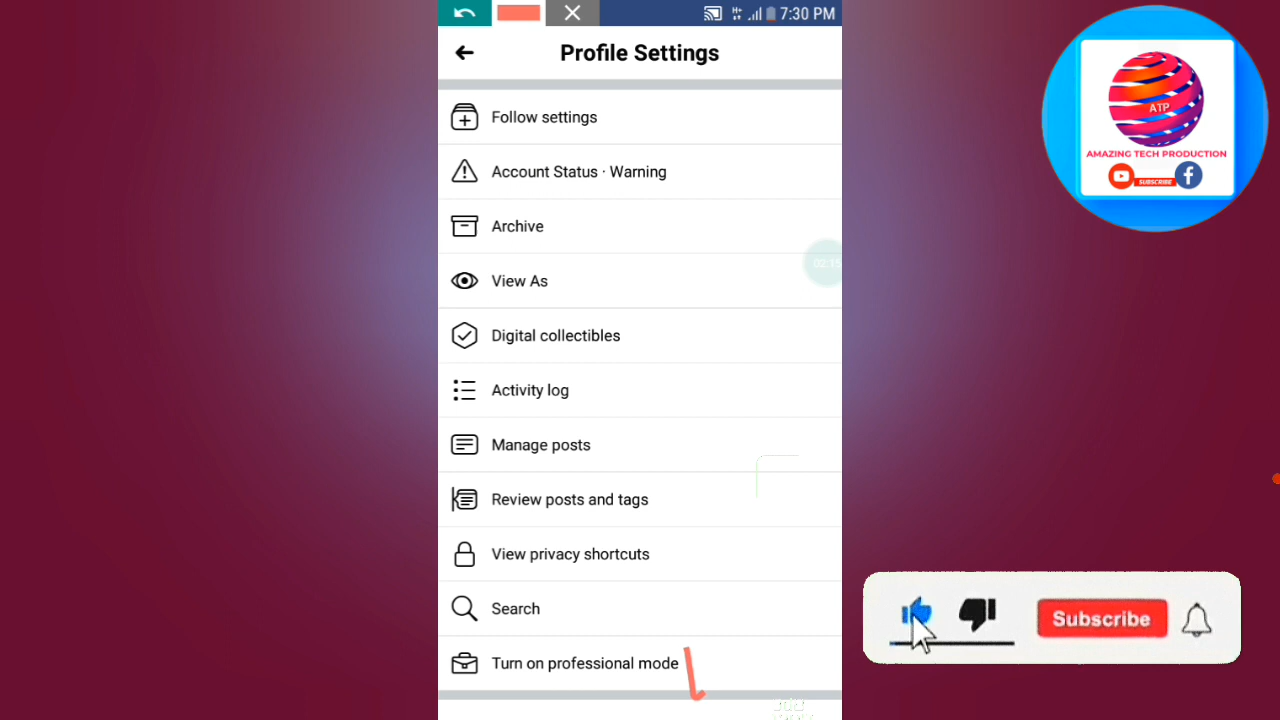 7:30 PM
Profile Settings
Follow settings
Account Status · Warning
Archive
View As
Digital collectibles
Activity log
Manage posts
Review posts and tags
View privacy shortcuts
Search
Turn on professional mode
ATP
AMAZING TECH PRODUCTION
SUBSCRIBE
Subscribe